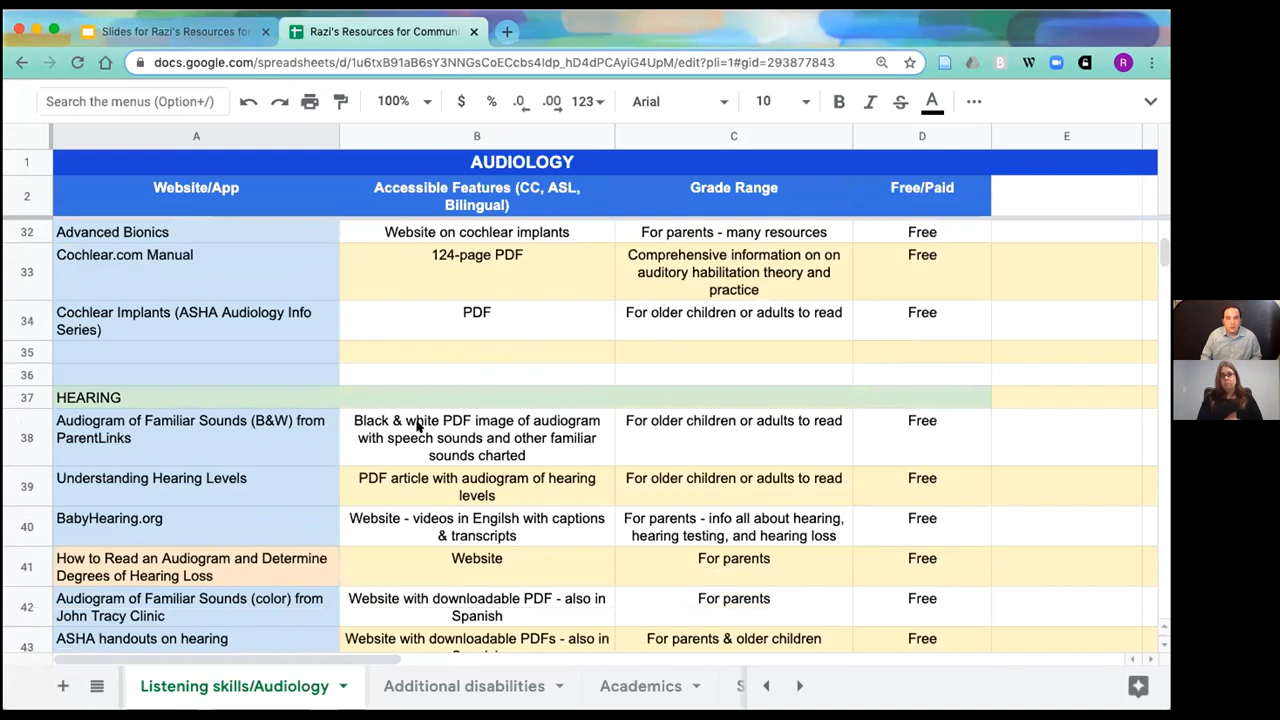 Slides for Razi's Resources for
Razi's Resources for Communi
docs.google.com/spreadsheets/d/1u6txB91aB6sY3NNGsCoECcbs4Idp_hD4dPCAyiG4UpM/edit?pli=1#gid=293877843
W
B
R
Search the menus (Option+/)
100%
$ % .0 .00 123
Arial
10
B I S A
A B C D E
1 AUDIOLOGY
2 Website/App Accessible Features (CC, ASL, Grade Range Free/Paid
Bilingual)
32 Advanced Bionics Website on cochlear implants For parents - many resources Free
33 Cochlear.com Manual 124-page PDF Comprehensive information on on Free
auditory habilitation theory and
practice
34 Cochlear Implants (ASHA Audiology Info PDF For older children or adults to read Free
Series)
35
36
37 HEARING
38 Audiogram of Familiar Sounds (B&W) from Black & white PDF image of audiogram For older children or adults to read Free
ParentLinks with speech sounds and other familiar
sounds charted
39 Understanding Hearing Levels PDF article with audiogram of hearing For older children or adults to read Free
levels
40 BabyHearing.org Website - videos in Engilsh with captions For parents - info all about hearing, Free
& transcripts hearing testing, and hearing loss
41 How to Read an Audiogram and Determine Website For parents Free
Degrees of Hearing Loss
42 Audiogram of Familiar Sounds (color) from Website with downloadable PDF - also in For parents Free
John Tracy Clinic Spanish
43 ASHA handouts on hearing Website with downloadable PDFs - also in For parents & older children Free
Listening skills/Audiology Additional disabilities Academics S